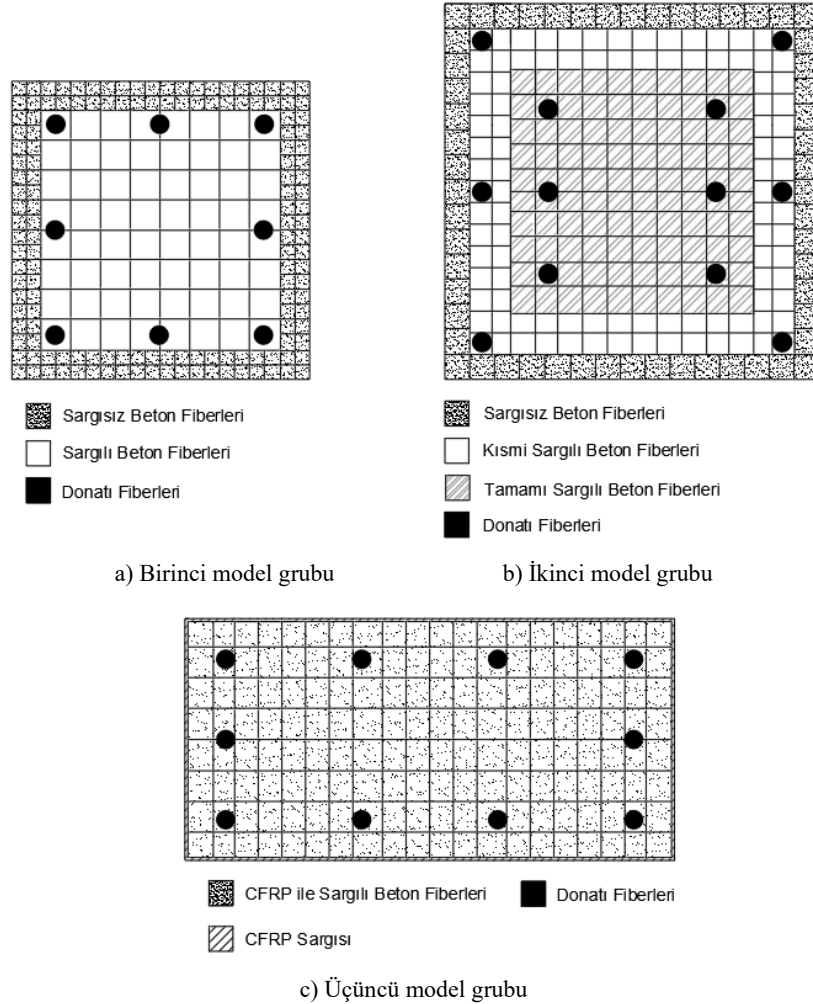 Sargısız Beton Fiberleri
Sargılı Beton Fiberleri
Donatı Fiberleri
a) Birinci model grubu
Sargısız Beton Fiberleri
Kısmi Sargılı Beton Fiberleri
Tamamı Sargılı Beton Fiberleri
Donatı Fiberleri
b) İkinci model grubu
CFRP ile Sargılı Beton Fiberleri
Donatı Fiberleri
CFRP Sargısı
c) Üçüncü model grubu